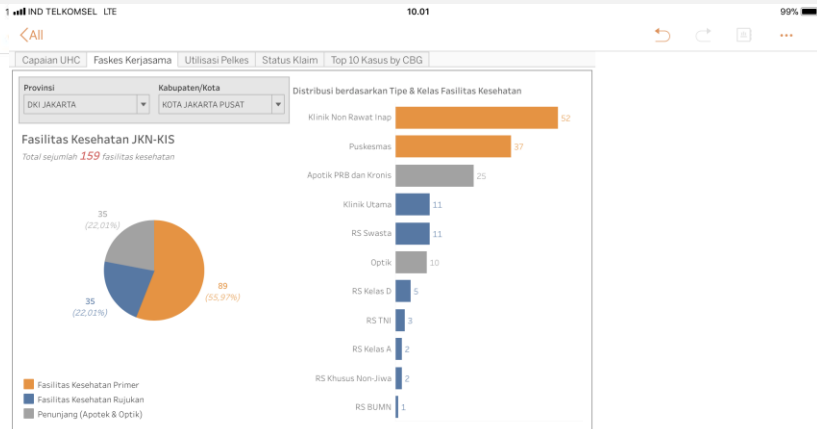 1 IND TELKOMSEL LTE 10.01 99%
All
Capaian UHC Faskes Kerjasama Utilisasi Pelkes Status Klaim Top 10 Kasus by CBG
Provinsi Kabupaten/Kota
DKI JAKARTA KOTA JAKARTA PUSAT
Fasilitas Kesehatan JKN-KIS
Total sejumlah 159 fasilitas kesehatan
35
(22,01%)
89
(55,97%)
35
(22,01%)
Fasilitas Kesehatan Primer
Fasilitas Kesehatan Rujukan
Penunjang (Apotek & Optik)
Distribusi berdasarkan Tipe & Kelas Fasilitas Kesehatan
Klinik Non Rawat Inap 52
Puskesmas 37
Apotik PRB dan Kronis 25
Klinik Utama 11
RS Swasta 11
Optik 10
RS Kelas D 5
RS TNI 3
RS Kelas A 2
RS Khusus Non-Jiwa 2
RS BUMN 1